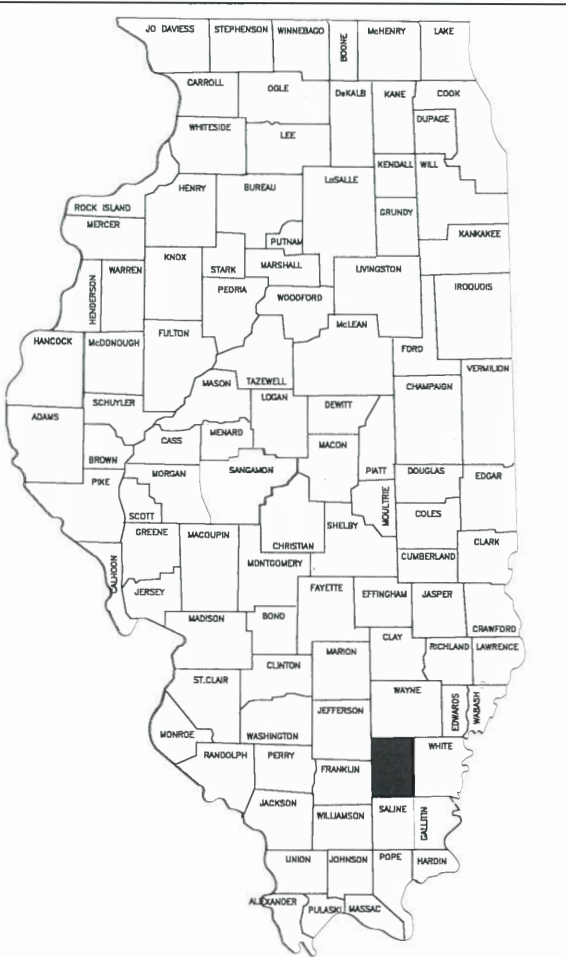 JO DAVIESS STEPHENSON WINNEBAGO BOONE McHENRY LAKE
CARROLL OGLE DeKALB KANE COOK
DUPAGE
WHITESIDE LEE
KENDALL WILL
HENRY BUREAU LaSALLE
ROCK ISLAND GRUNDY
MERCER PUTNAM KANKAKEE
KNOX STARK MARSHALL LIVINGSTON
HENDERSON WARREN PEORIA WOODFORD IROQUOIS
McLEAN
HANCOCK McDONOUGH FULTON FORD
VERMILION
MASON TAZEWELL CHAMPAIGN
LOGAN
SCHUYLER DEWITT
ADAMS
CASS MENARD MACON
BROWN
PIKE MORGAN SANGAMON PIATT DOUGLAS EDGAR
SCOTT MOULTRIE COLES
GREENE MACOUPIN SHELBY
CHRISTIAN CLARK
MONTGOMERY CUMBERLAND
CALHOON JERSEY FAYETTE EFFINGHAM JASPER
MADISON BOND CRAWFORD
CLAY RICHLAND LAWRENCE
MARION
CLINTON
ST.CLAIR WAYNE EDWARDS WABASH
JEFFERSON
MONROE WASHINGTON WHITE
RANDOLPH PERRY
FRANKLIN
JACKSON SALINE GALLITIN
WILLIAMSON
UNION JOHNSON POPE HARDIN
ALEXANDER PULASKI MASSAC